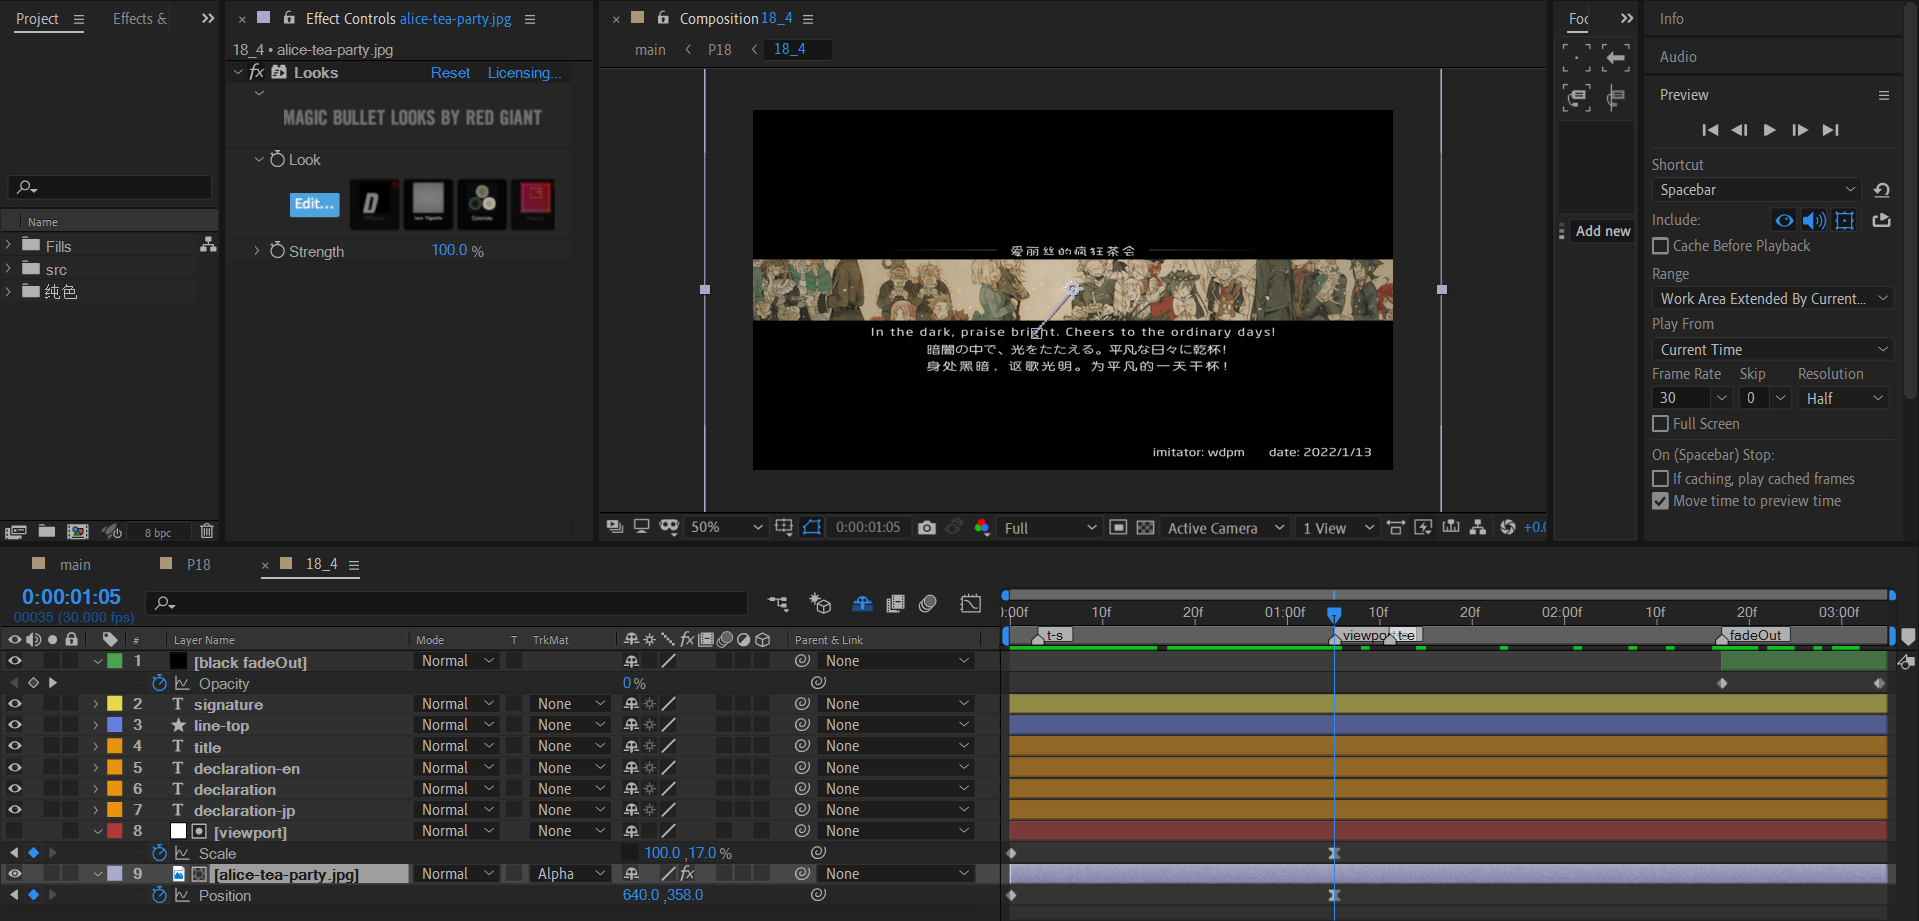 Project
Effects &
Effect Controls alice-tea-party.jpg
Composition 18_4
Info
18_4 • alice-tea-party.jpg
main
P18
18_4
Audio
fx Looks
Reset
Licensing...
MAGIC BULLET LOOKS BY RED GIANT
Preview
Look
Edit...
Shortcut
Spacebar
Name
Strength
100.0 %
Include:
Add new
Fills
src
纯色
Cache Before Playback
Range
Work Area Extended By Current...
Play From
Current Time
Frame Rate
Skip
Resolution
30
0
Half
Full Screen
On (Spacebar) Stop:
If caching, play cached frames
Move time to preview time
爱丽丝的疯狂茶会
In the dark, praise bright. Cheers to the ordinary days!
暗闇の中で、光をたたえる。平凡な日々に乾杯!
身处黑暗，讴歌光明。为平凡的一天干杯!
imitator: wdpm
date: 2022/1/13
8 bpc
50%
0:00:01:05
Full
Active Camera
1 View
+0.0
main
P18
18_4
0:00:01:05
00035 (30.000 fps)
:00f
10f
20f
01:00f
10f
20f
02:00f
10f
20f
03:00f
# Layer Name
Mode
T
TrkMat
fx
Parent & Link
t-s
t-e
fadeOut
1 [black fadeOut] Normal None
Opacity 0 %
2 T signature Normal None None
3 line-top Normal None None
4 T title Normal None None
5 T declaration-en Normal None None
6 T declaration Normal None None
7 T declaration-jp Normal None None
8 [viewport] Normal None None
Scale 100.0 ,17.0 %
9 [alice-tea-party.jpg] Normal Alpha fx None
Position 640.0 ,358.0